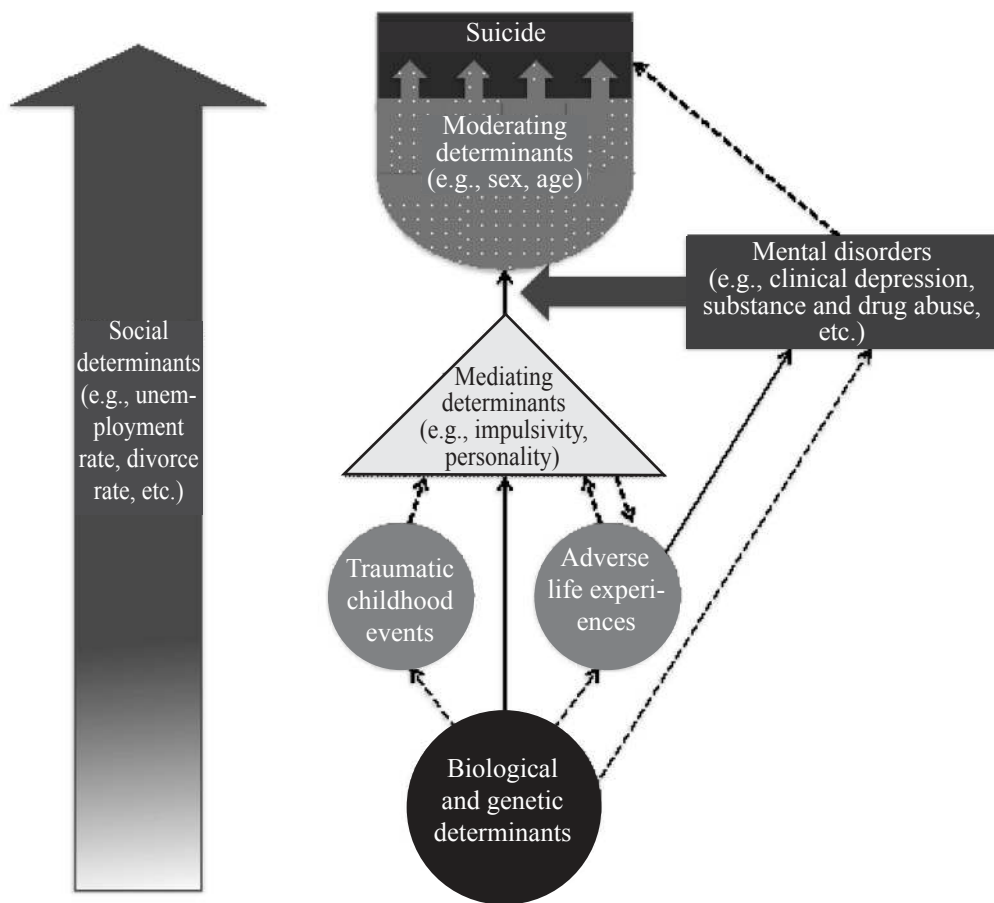 Suicide
Moderating
determinants
(e.g., sex, age)
Mental disorders
(e.g., clinical depression,
substance and drug abuse,
etc.)
Social
determinants
(e.g., unem-
ployment
rate, divorce
rate, etc.)
Mediating
determinants
(e.g., impulsivity,
personality)
Traumatic
childhood
events
Adverse
life experi-
ences
Biological
and genetic
determinants